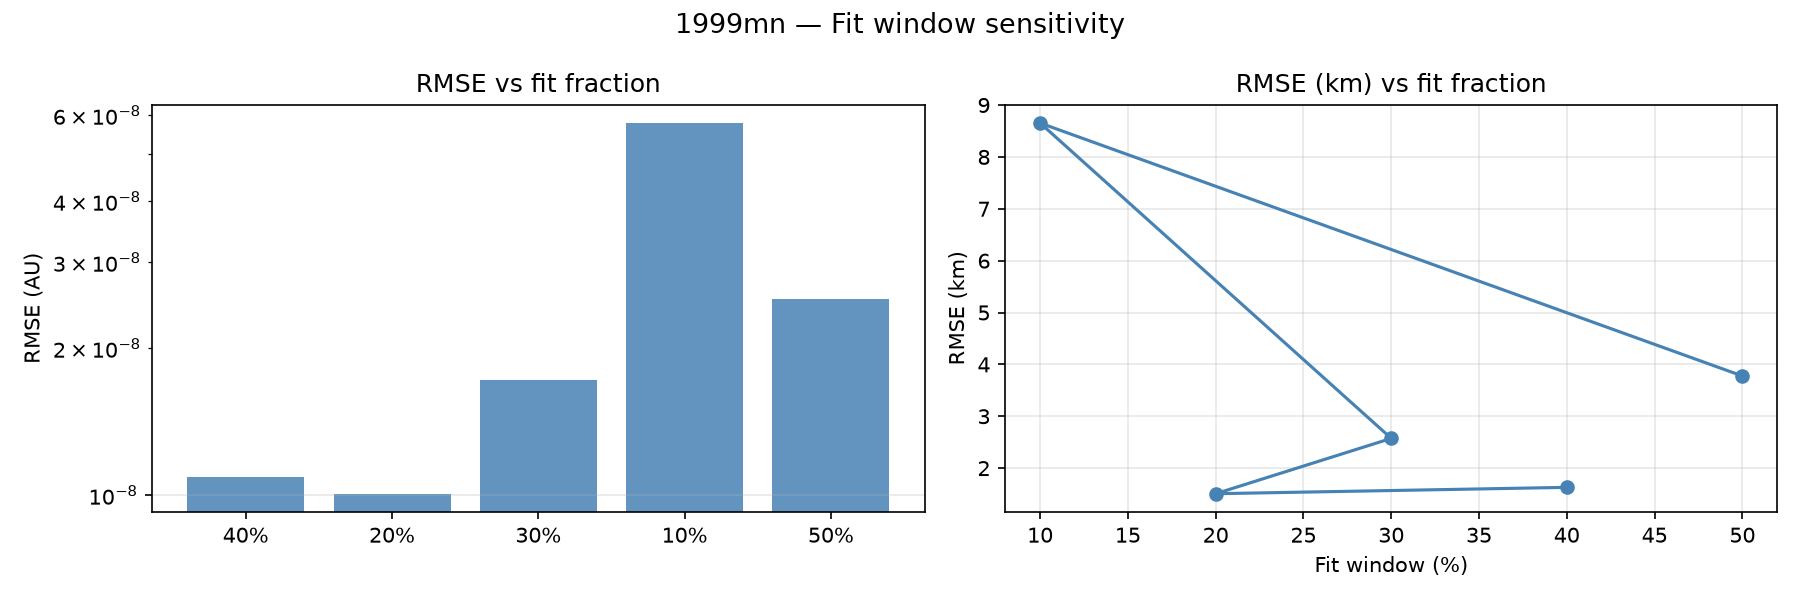 1999mn — Fit window sensitivity
RMSE vs fit fraction
RMSE (AU)
6 × 10⁻⁸
4 × 10⁻⁸
3 × 10⁻⁸
2 × 10⁻⁸
10⁻⁸
40% 20% 30% 10% 50%
RMSE (km) vs fit fraction
RMSE (km)
9
8
7
6
5
4
3
2
10 15 20 25 30 35 40 45 50
Fit window (%)